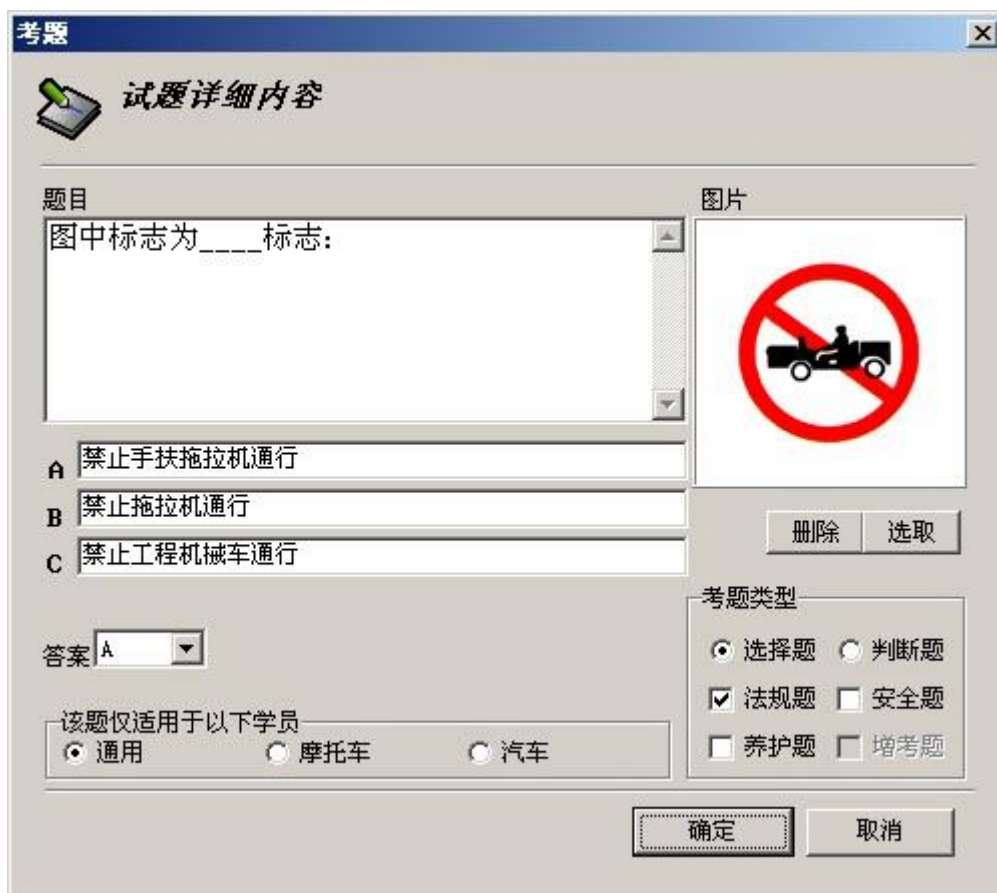 考题
试题详细内容
题目
图片
图中标志为____标志:
A 禁止手扶拖拉机通行
B 禁止拖拉机通行
C 禁止工程机械车通行
删除 选取
答案 A
考题类型
选择题 判断题
法规题 安全题
养护题 增考题
该题仅适用于以下学员
通用 摩托车 汽车
确定 取消